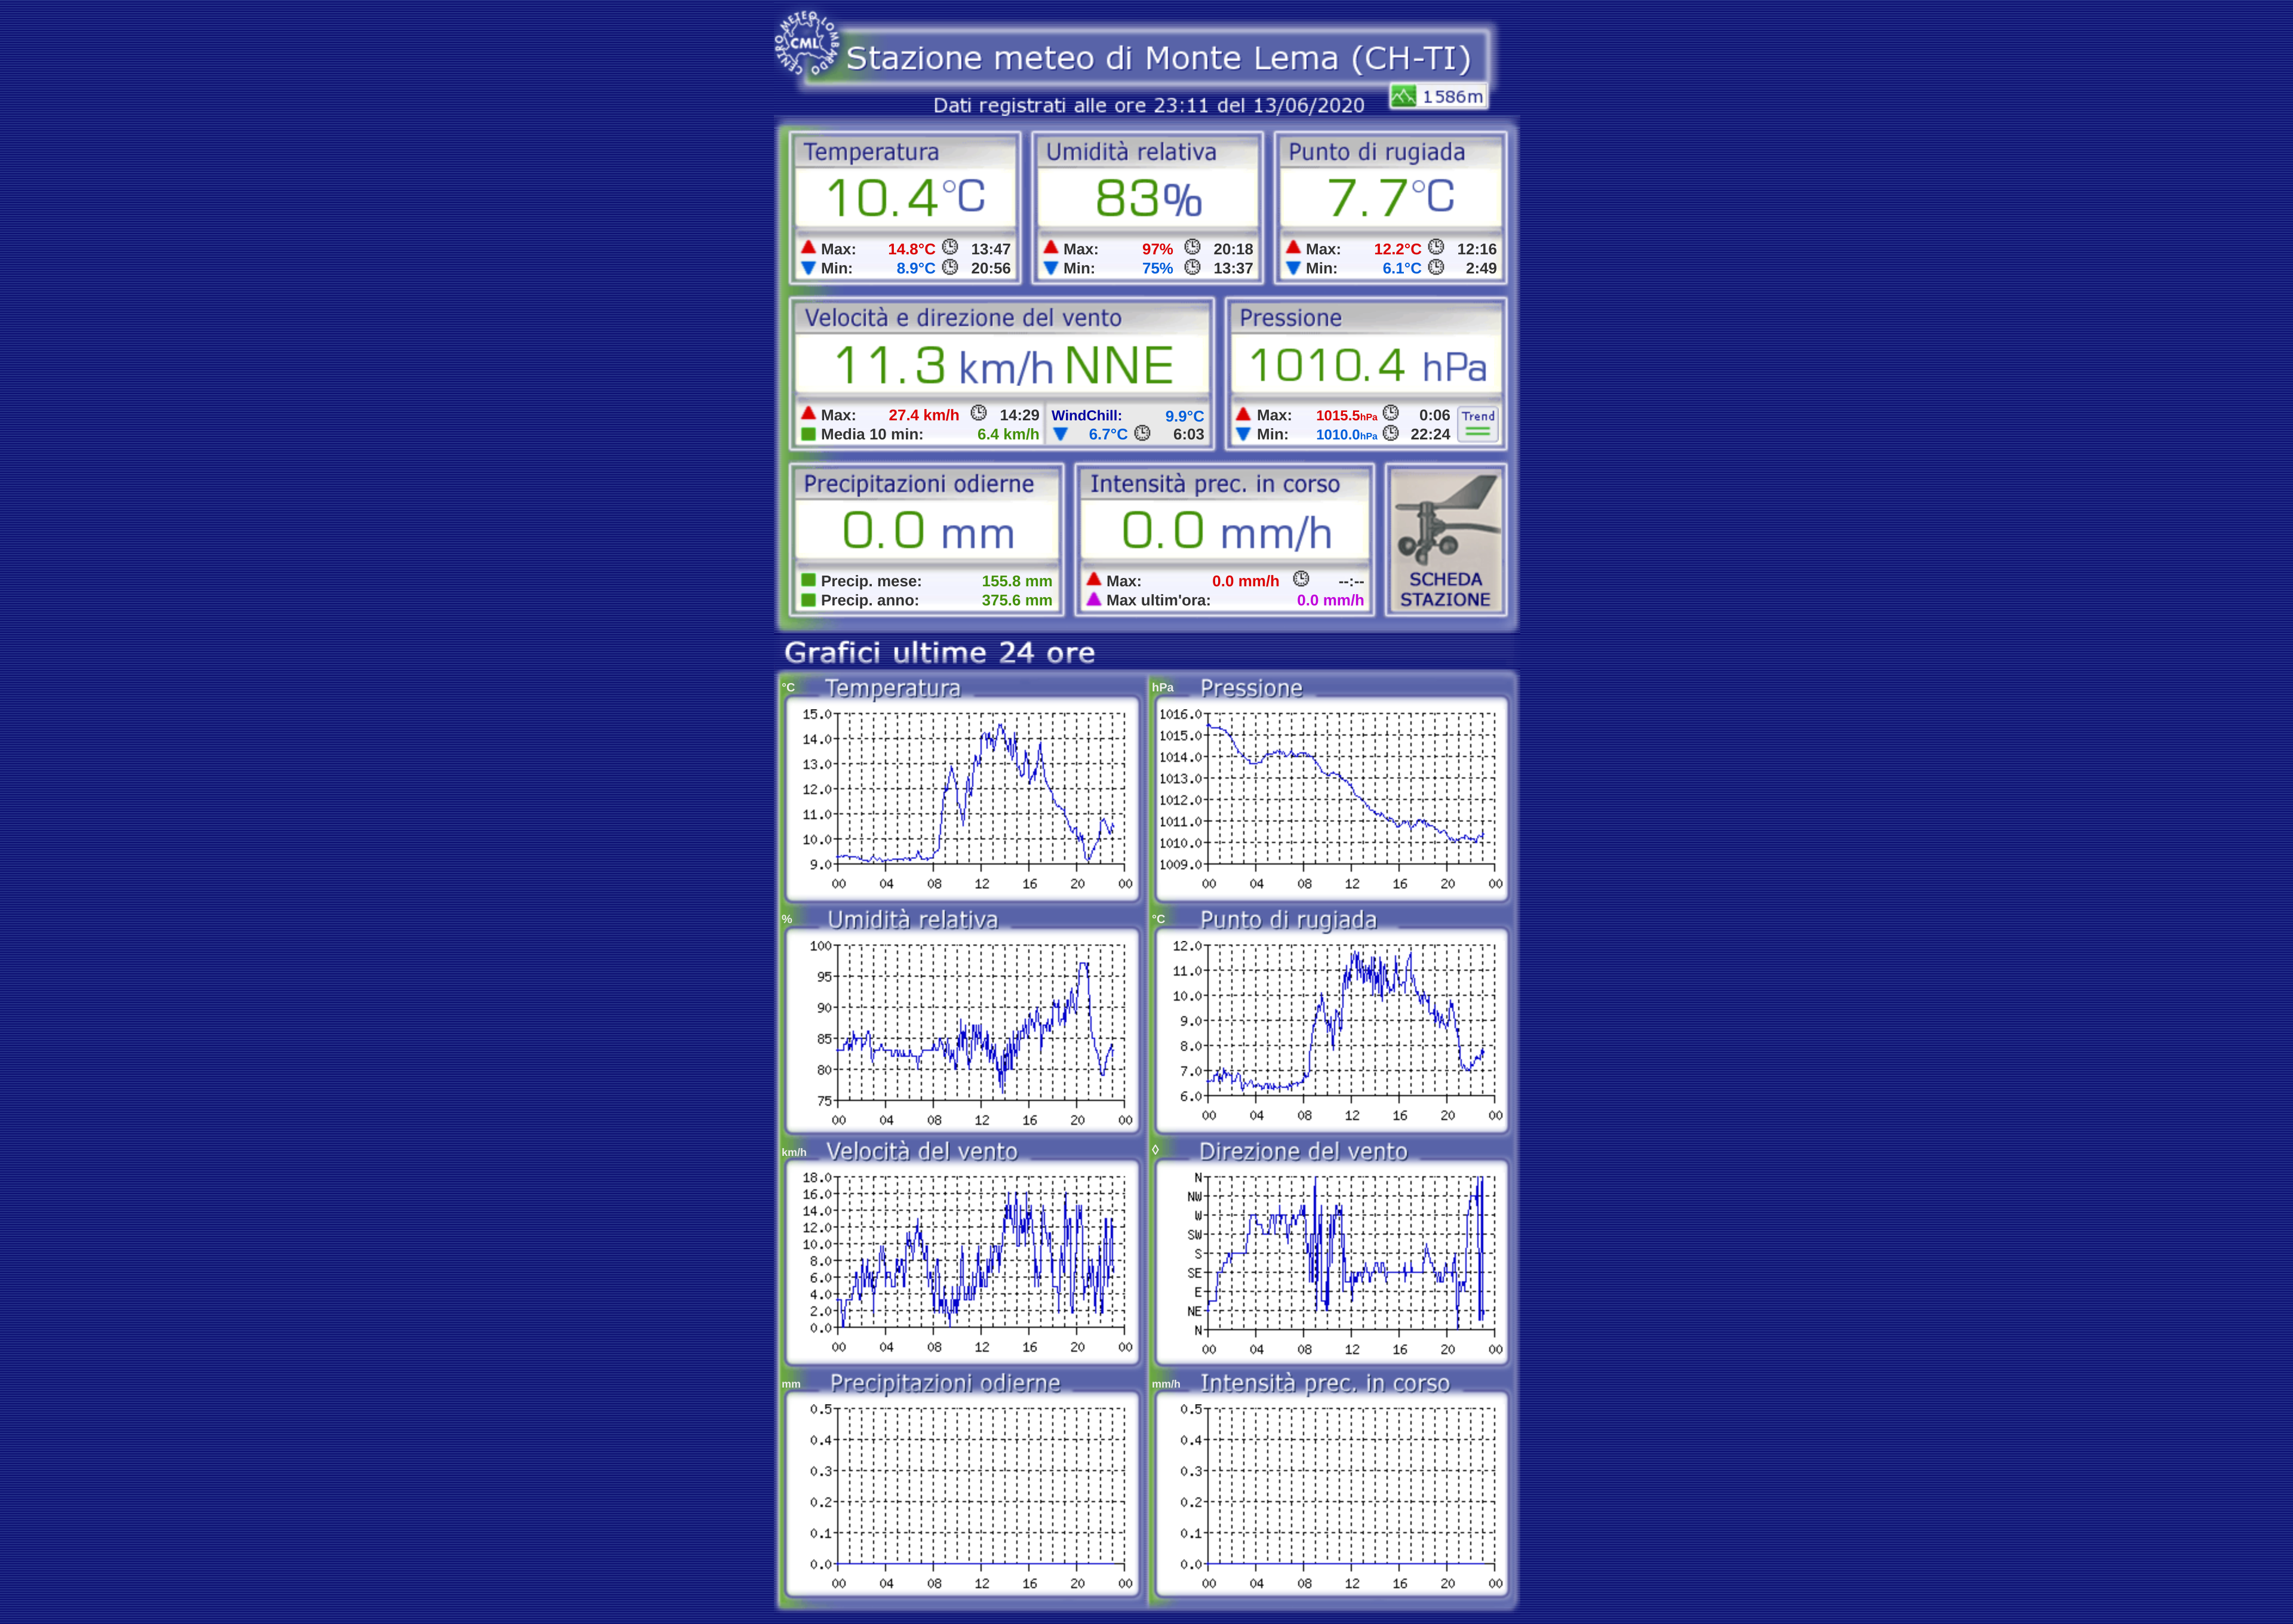 CENTRO METEO LOMBARDO
CML
Stazione meteo di Monte Lema (CH-TI)
Dati registrati alle ore 23:11 del 13/06/2020
1586m
Temperatura
10.4°C
Max: 14.8°C 13:47
Min: 8.9°C 20:56
Umidità relativa
83%
Max: 97% 20:18
Min: 75% 13:37
Punto di rugiada
7.7°C
Max: 12.2°C 12:16
Min: 6.1°C 2:49
Velocità e direzione del vento
11.3 km/h NNE
Max: 27.4 km/h 14:29
Media 10 min: 6.4 km/h
WindChill: 9.9°C
6.7°C 6:03
Pressione
1010.4 hPa
Max: 1015.5hPa 0:06
Min: 1010.0hPa 22:24
Trend
Precipitazioni odierne
0.0 mm
Precip. mese: 155.8 mm
Precip. anno: 375.6 mm
Intensità prec. in corso
0.0 mm/h
Max: 0.0 mm/h --:--
Max ultim'ora: 0.0 mm/h
SCHEDA
STAZIONE
Grafici ultime 24 ore
°C Temperatura
15.0
14.0
13.0
12.0
11.0
10.0
9.0
00 04 08 12 16 20 00
hPa Pressione
1016.0
1015.0
1014.0
1013.0
1012.0
1011.0
1010.0
1009.0
00 04 08 12 16 20 00
% Umidità relativa
100
95
90
85
80
75
00 04 08 12 16 20 00
°C Punto di rugiada
12.0
11.0
10.0
9.0
8.0
7.0
6.0
00 04 08 12 16 20 00
km/h Velocità del vento
18.0
16.0
14.0
12.0
10.0
8.0
6.0
4.0
2.0
0.0
00 04 08 12 16 20 00
◊ Direzione del vento
N
NW
W
SW
S
SE
E
NE
N
00 04 08 12 16 20 00
mm Precipitazioni odierne
0.5
0.4
0.3
0.2
0.1
0.0
00 04 08 12 16 20 00
mm/h Intensità prec. in corso
0.5
0.4
0.3
0.2
0.1
0.0
00 04 08 12 16 20 00